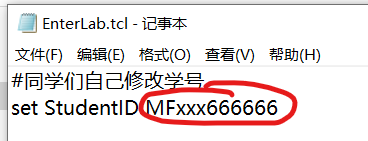 EnterLab.tcl - 记事本
文件(F) 编辑(E) 格式(O) 查看(V) 帮助(H)
#同学们自己修改学号
set StudentID MFxxx666666